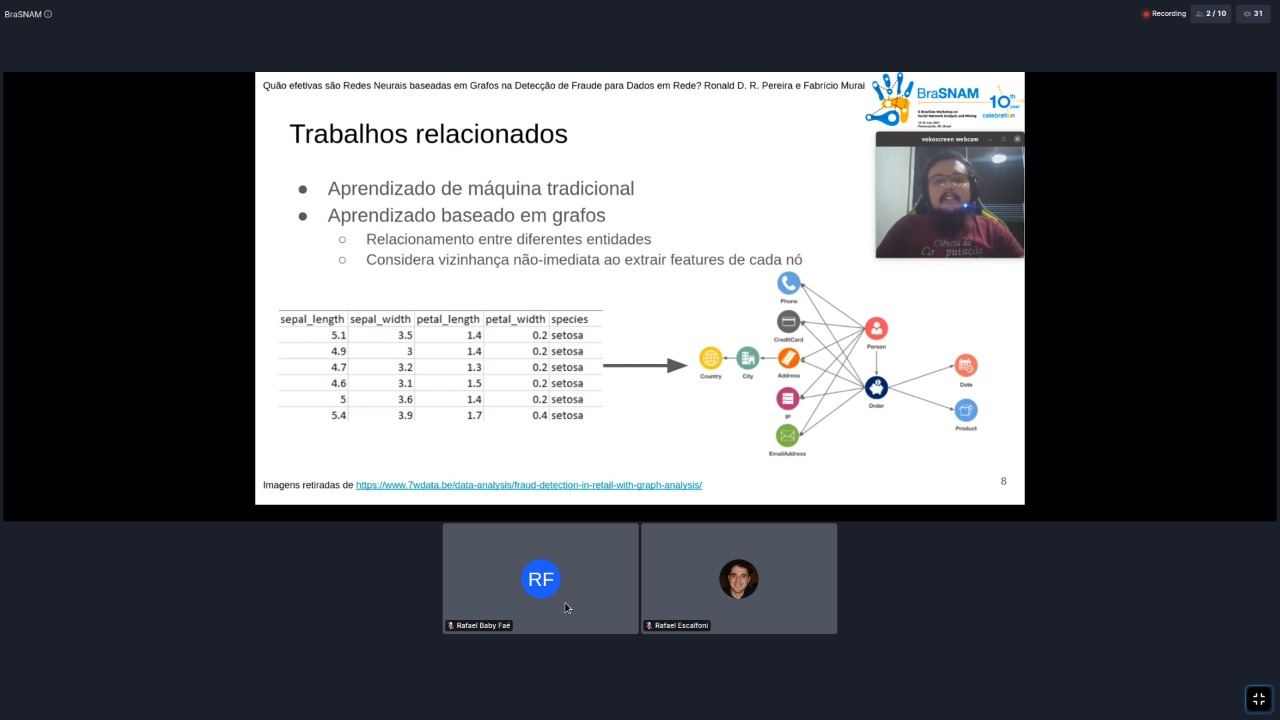 BraSNAM
Recording
2 / 10
31
Quão efetivas são Redes Neurais baseadas em Grafos na Detecção de Fraude para Dados em Rede? Ronald D. R. Pereira e Fabrício Murai
BraSNAM
10th
year
celebration
vokoscreen webcam
Trabalhos relacionados
● Aprendizado de máquina tradicional
● Aprendizado baseado em grafos
○ Relacionamento entre diferentes entidades
○ Considera vizinhança não-imediata ao extrair features de cada nó
Ciência da
Computação
sepal_length sepal_width petal_length petal_width species
5.1 3.5 1.4 0.2 setosa
4.9 3 1.4 0.2 setosa
4.7 3.2 1.3 0.2 setosa
4.6 3.1 1.5 0.2 setosa
5 3.6 1.4 0.2 setosa
5.4 3.9 1.7 0.4 setosa
Phone
CreditCard
Person
Country
City
Address
Date
IP
Order
Product
EmailAddress
Imagens retiradas de https://www.7wdata.be/data-analysis/fraud-detection-in-retail-with-graph-analysis/
8
RF
Rafael Baby Faé
Rafael Escalfoni